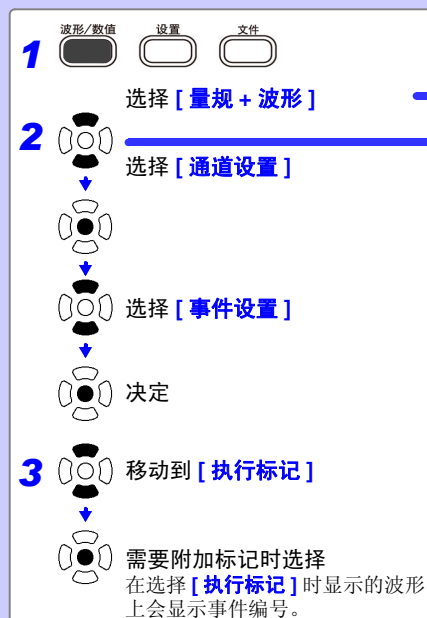 波形/数值 设置 文件
1
选择 [ 量规 + 波形 ]
2
选择 [ 通道设置 ]
选择 [ 事件设置 ]
决定
3 移动到 [ 执行标记 ]
需要附加标记时选择
在选择 [ 执行标记 ] 时显示的波形
上会显示事件编号。